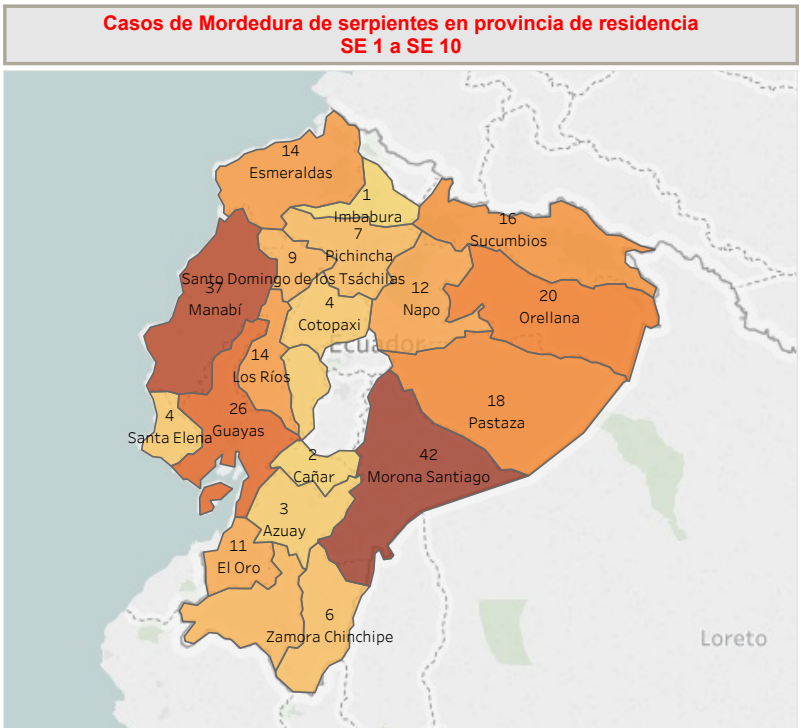 Casos de Mordedura de serpientes en provincia de residencia
SE 1 a SE 10
14
Esmeraldas
1
Imbabura
16
Sucumbios
7
Pichincha
9
Santo Domingo de los Tsáchilas
37
Manabí
12
Napo
20
Orellana
4
Cotopaxi
Ecuador
14
Los Ríos
4
Santa Elena
26
Guayas
18
Pastaza
42
Morona Santiago
2
Cañar
3
Azuay
11
El Oro
6
Zamora Chinchipe
Loreto